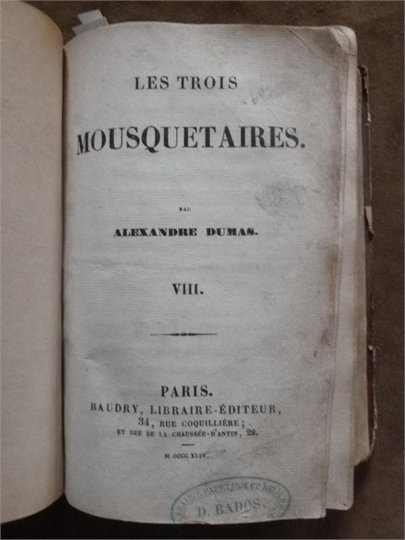 LES TROIS
MOUSQUETAIRES.
PAR
ALEXANDRE DUMAS.
VIII.
PARIS.
BAUDRY, LIBRAIRE-ÉDITEUR,
34, RUE COQUILLIÈRE;
ET RUE DE LA CHAUSSÉE-D'ANTIN, 22.
M DCCC XLIV.
D. BADOS.